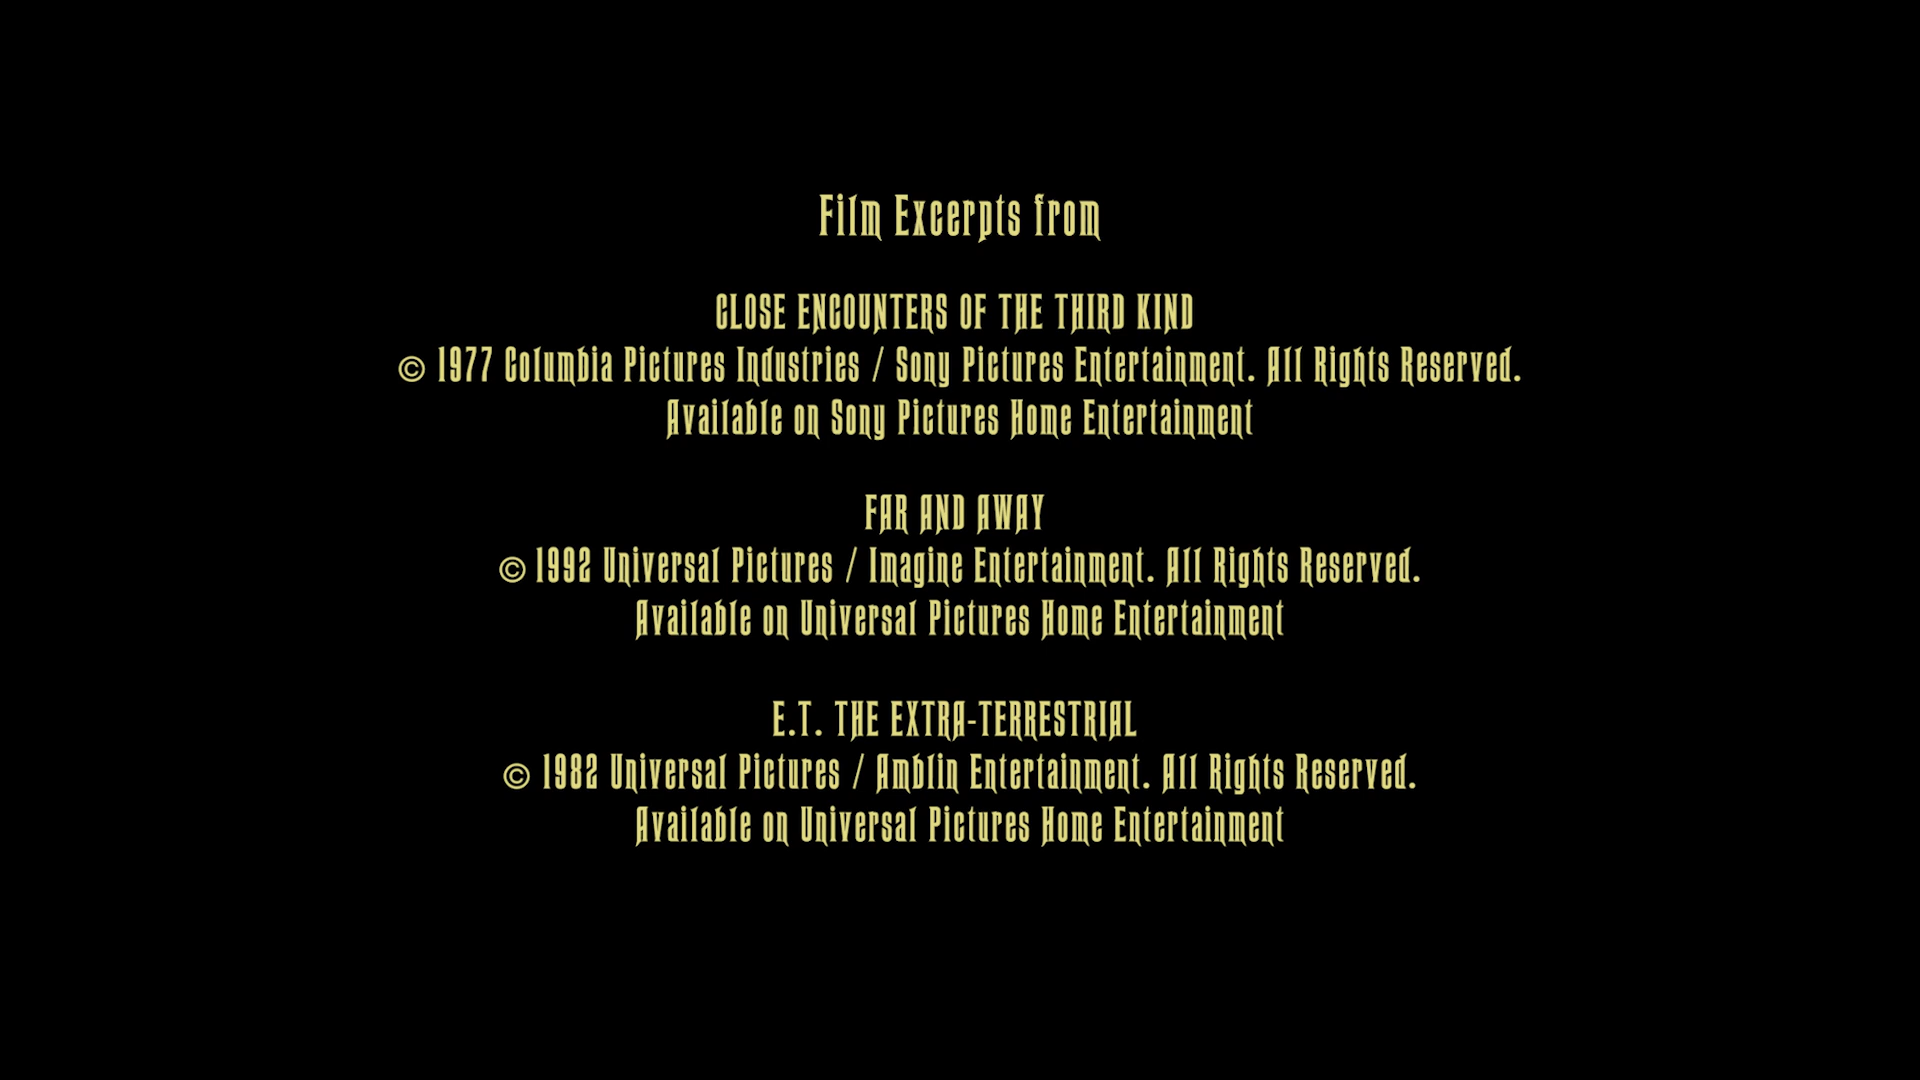 Film Excerpts from
CLOSE ENCOUNTERS OF THE THIRD KIND
© 1977 Columbia Pictures Industries / Sony Pictures Entertainment. All Rights Reserved.
Available on Sony Pictures Home Entertainment
FAR AND AWAY
© 1992 Universal Pictures / Imagine Entertainment. All Rights Reserved.
Available on Universal Pictures Home Entertainment
E.T. THE EXTRA-TERRESTRIAL
© 1982 Universal Pictures / Amblin Entertainment. All Rights Reserved.
Available on Universal Pictures Home Entertainment